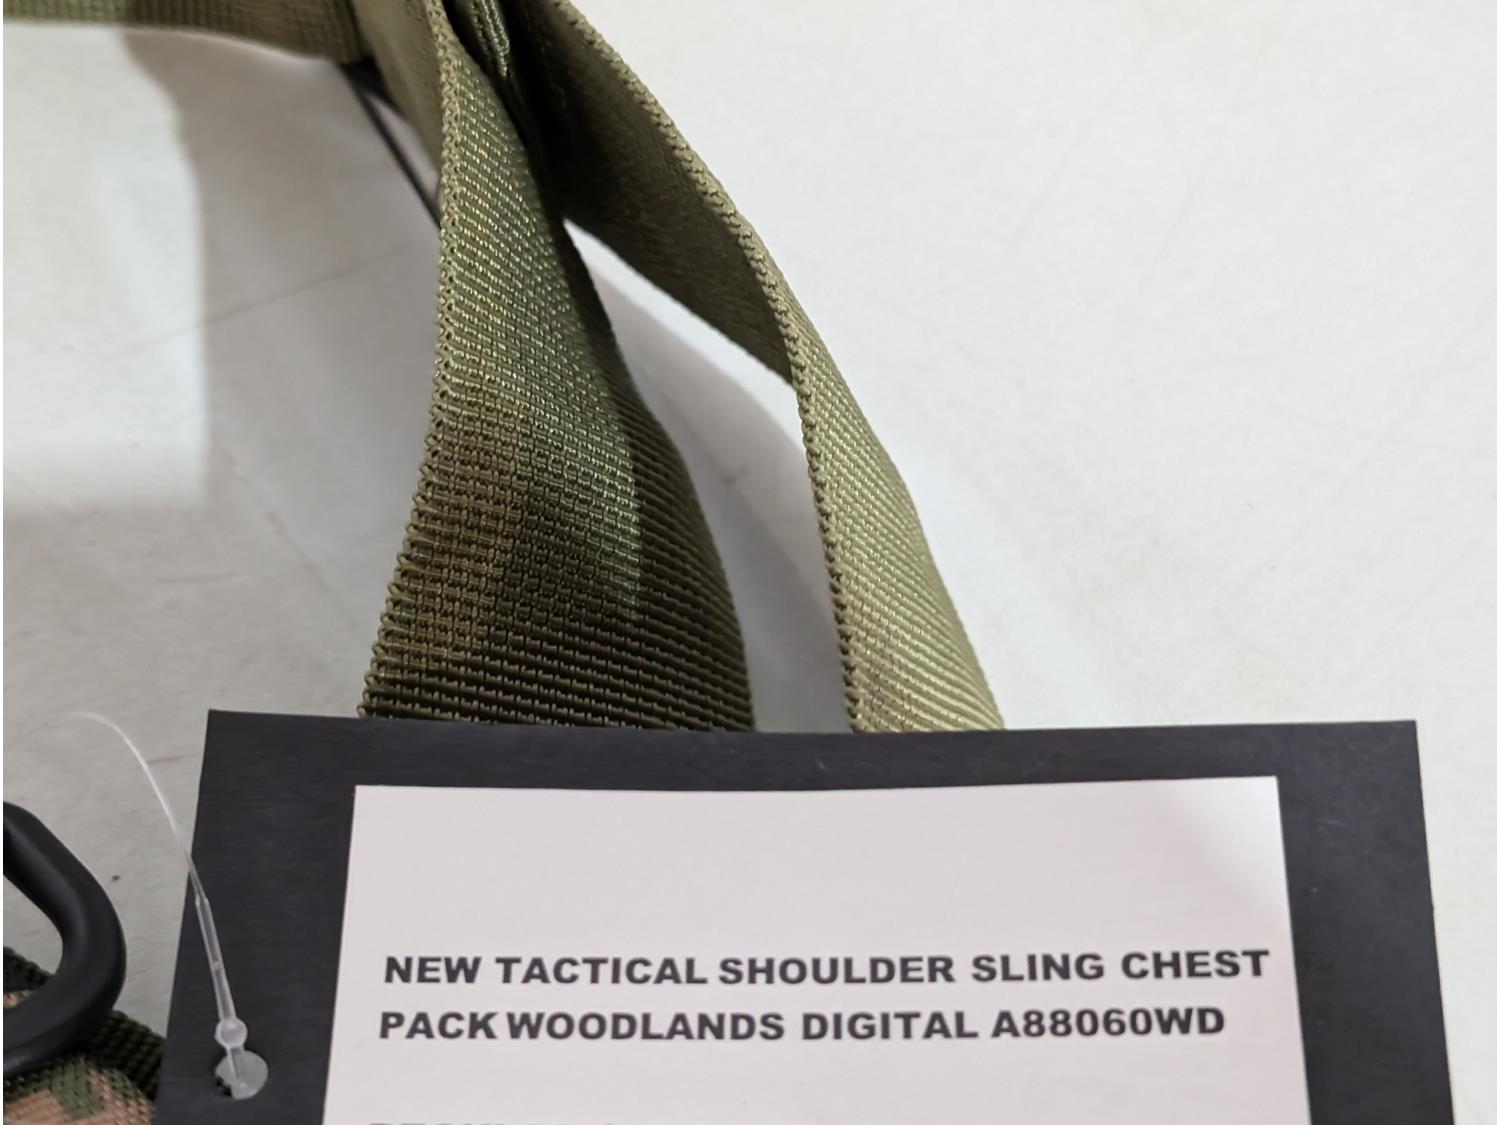 NEW TACTICAL SHOULDER SLING CHEST
PACK WOODLANDS DIGITAL A88060WD